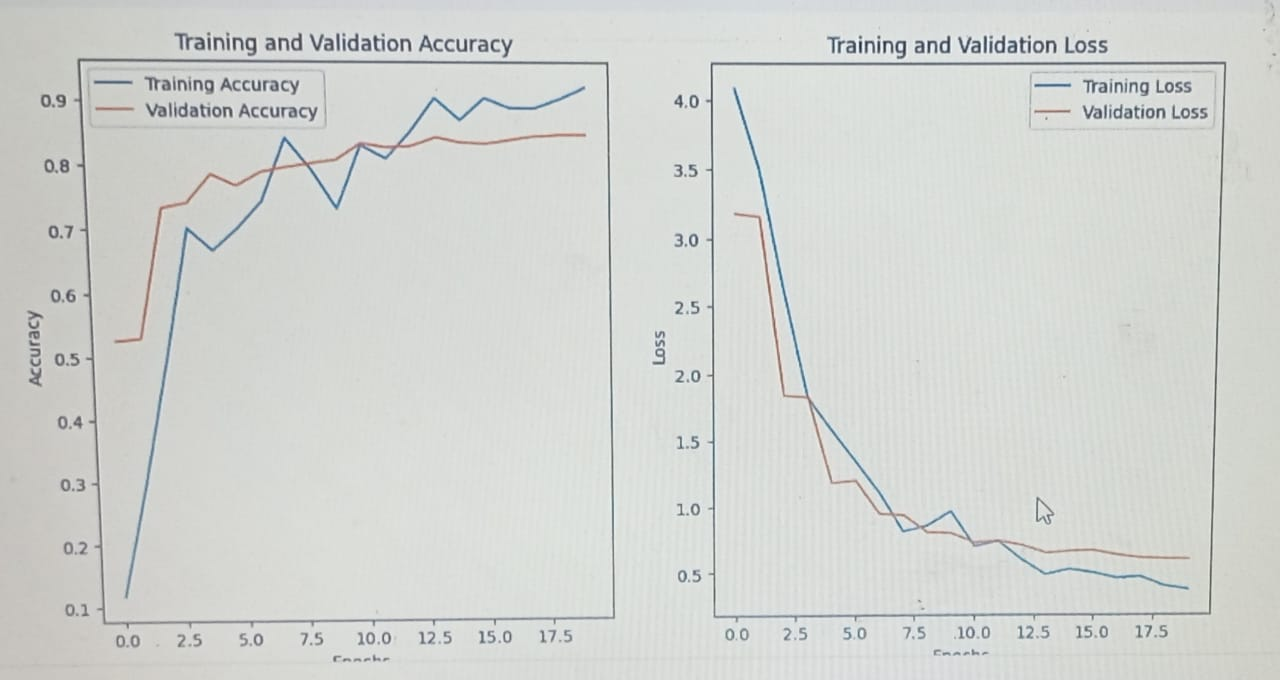 Training and Validation Accuracy
Training Accuracy
Validation Accuracy
Accuracy
0.9
0.8
0.7
0.6
0.5
0.4
0.3
0.2
0.1
0.0 2.5 5.0 7.5 10.0 12.5 15.0 17.5
Training and Validation Loss
Training Loss
Validation Loss
Loss
4.0
3.5
3.0
2.5
2.0
1.5
1.0
0.5
0.0 2.5 5.0 7.5 10.0 12.5 15.0 17.5